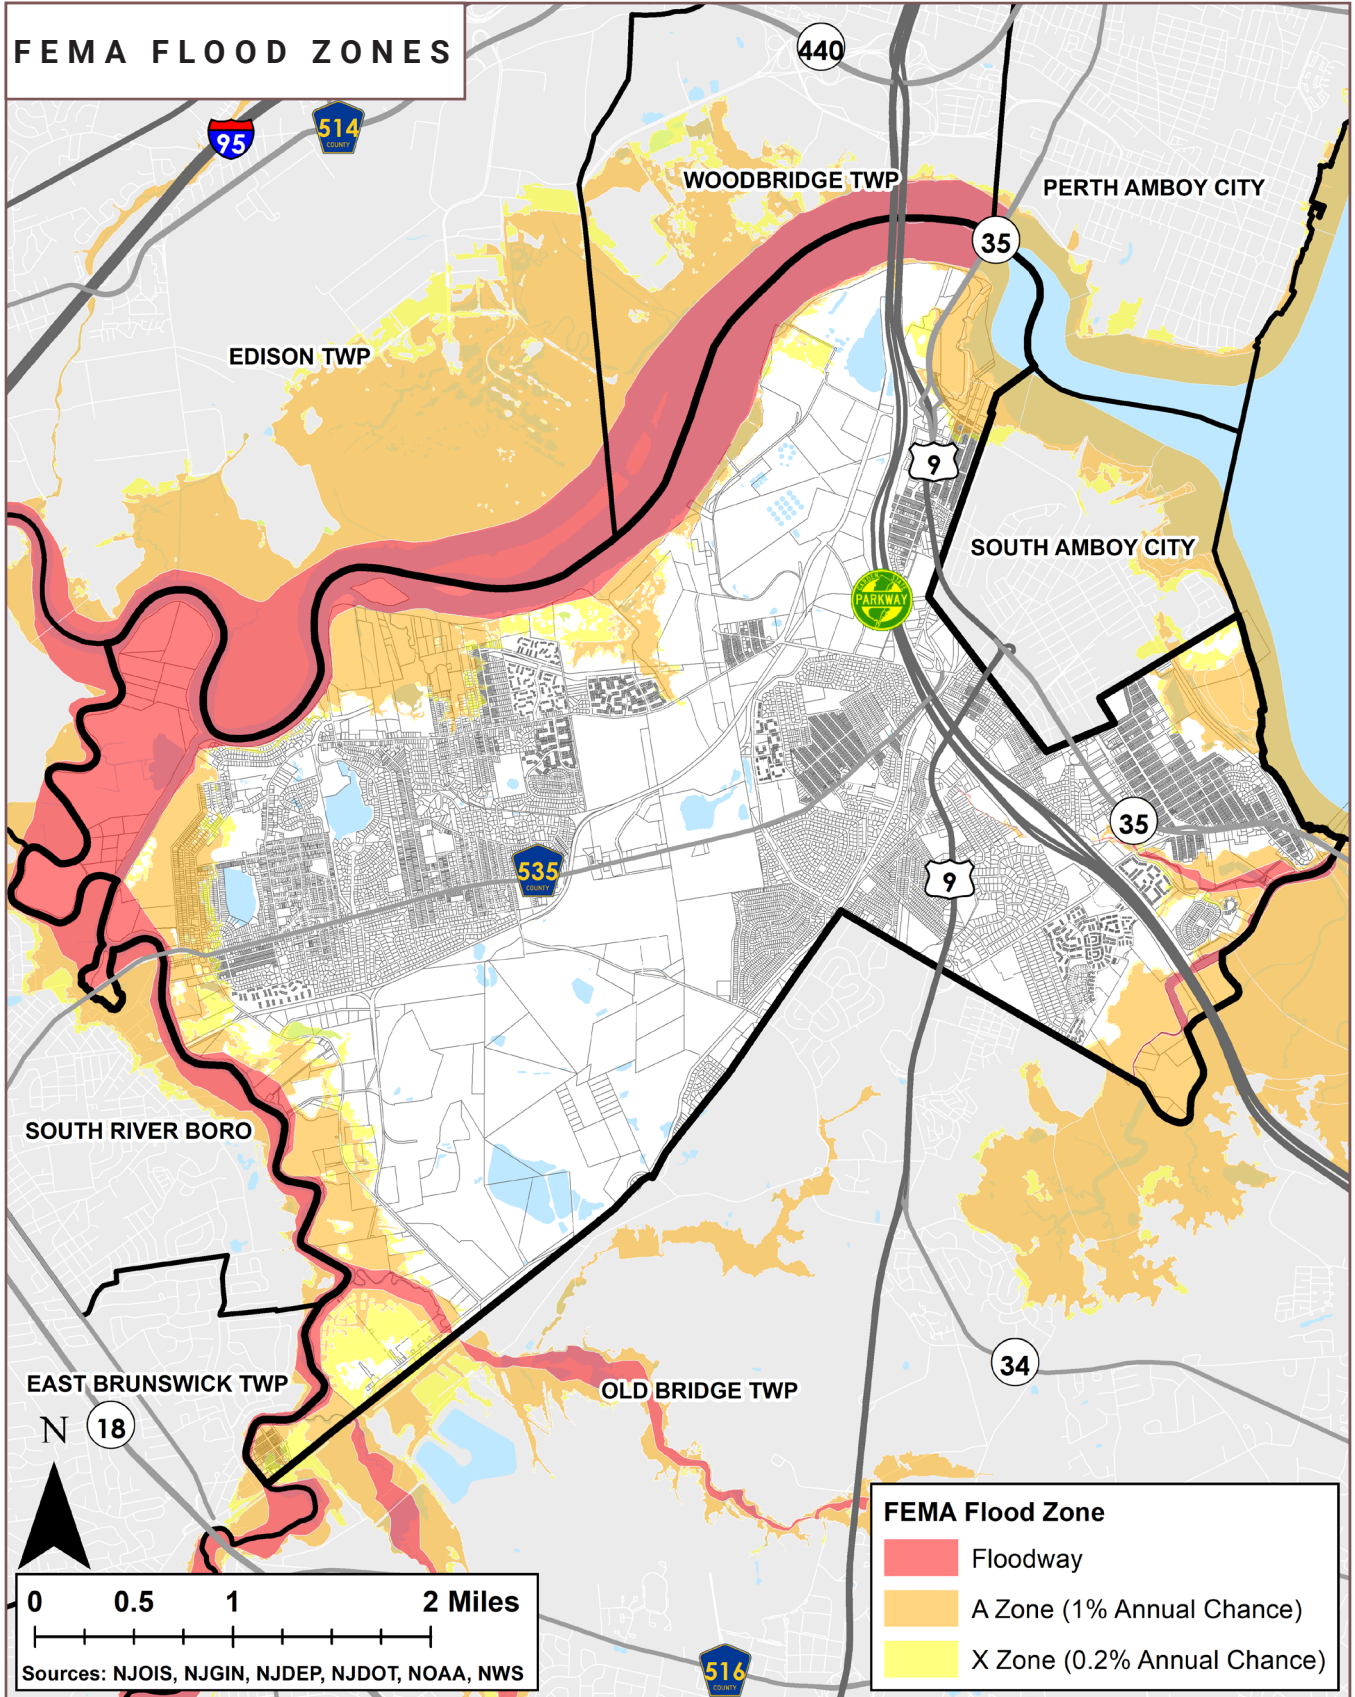 FEMA FLOOD ZONES
440
95
514
COUNTY
WOODBRIDGE TWP
PERTH AMBOY CITY
35
EDISON TWP
9
SOUTH AMBOY CITY
PARKWAY
35
535
COUNTY
9
SOUTH RIVER BORO
EAST BRUNSWICK TWP
OLD BRIDGE TWP
34
N
18
FEMA Flood Zone
Floodway
A Zone (1% Annual Chance)
X Zone (0.2% Annual Chance)
0 0.5 1 2 Miles
Sources: NJOIS, NJGIN, NJDEP, NJDOT, NOAA, NWS
516
COUNTY